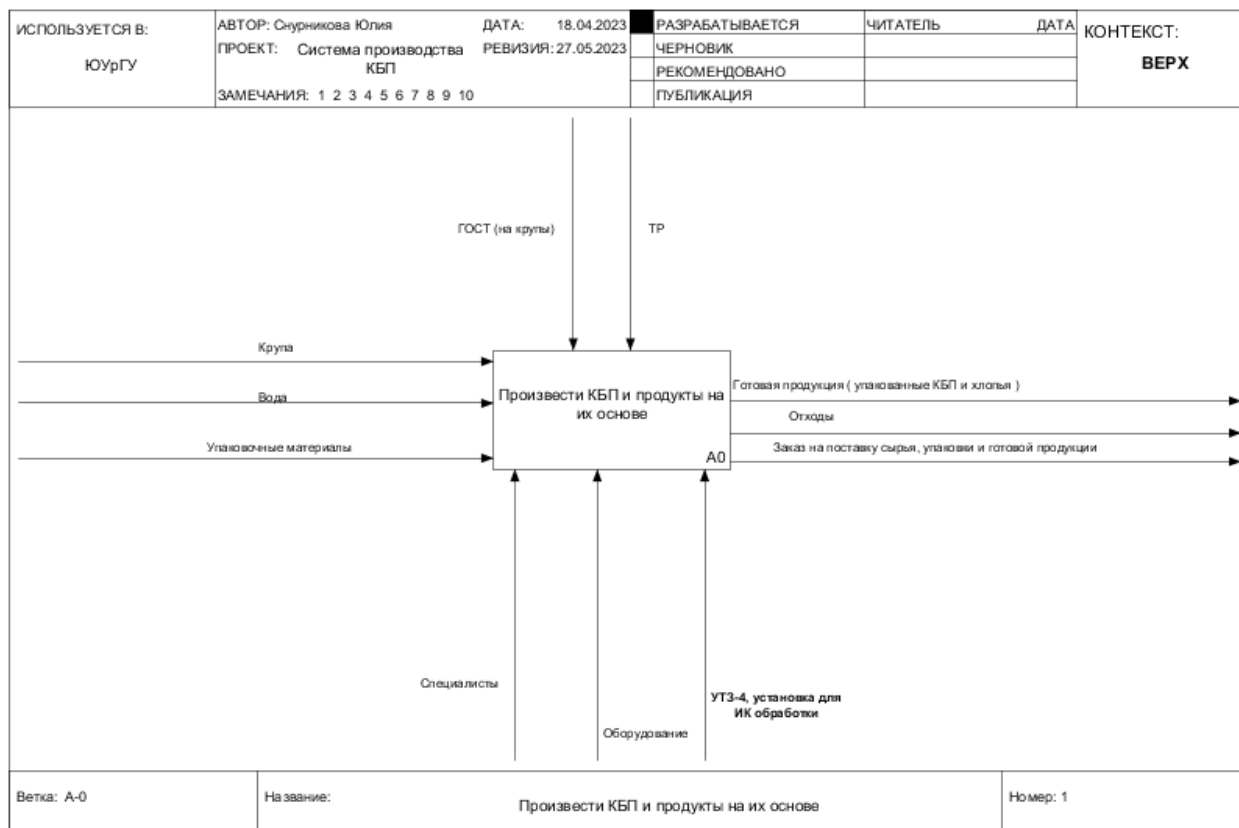 ИСПОЛЬЗУЕТСЯ В:
ЮУрГУ
АВТОР: Снурникова Юлия
ДАТА: 18.04.2023
ПРОЕКТ: Система производства
КБП
РЕВИЗИЯ: 27.05.2023
ЗАМЕЧАНИЯ: 1 2 3 4 5 6 7 8 9 10
РАЗРАБАТЫВАЕТСЯ
ЧЕРНОВИК
РЕКОМЕНДОВАНО
ПУБЛИКАЦИЯ
ЧИТАТЕЛЬ
ДАТА
КОНТЕКСТ:
ВЕРХ
ГОСТ (на крупы)
ТР
Крупа
Вода
Упаковочные материалы
Произвести КБП и продукты на
их основе
А0
Готовая продукция ( упакованные КБП и хлопья )
Отходы
Заказ на поставку сырья, упаковки и готовой продукции
Специалисты
Оборудование
УТЗ-4, установка для
ИК обработки
Ветка: А-0
Название:
Произвести КБП и продукты на их основе
Номер: 1